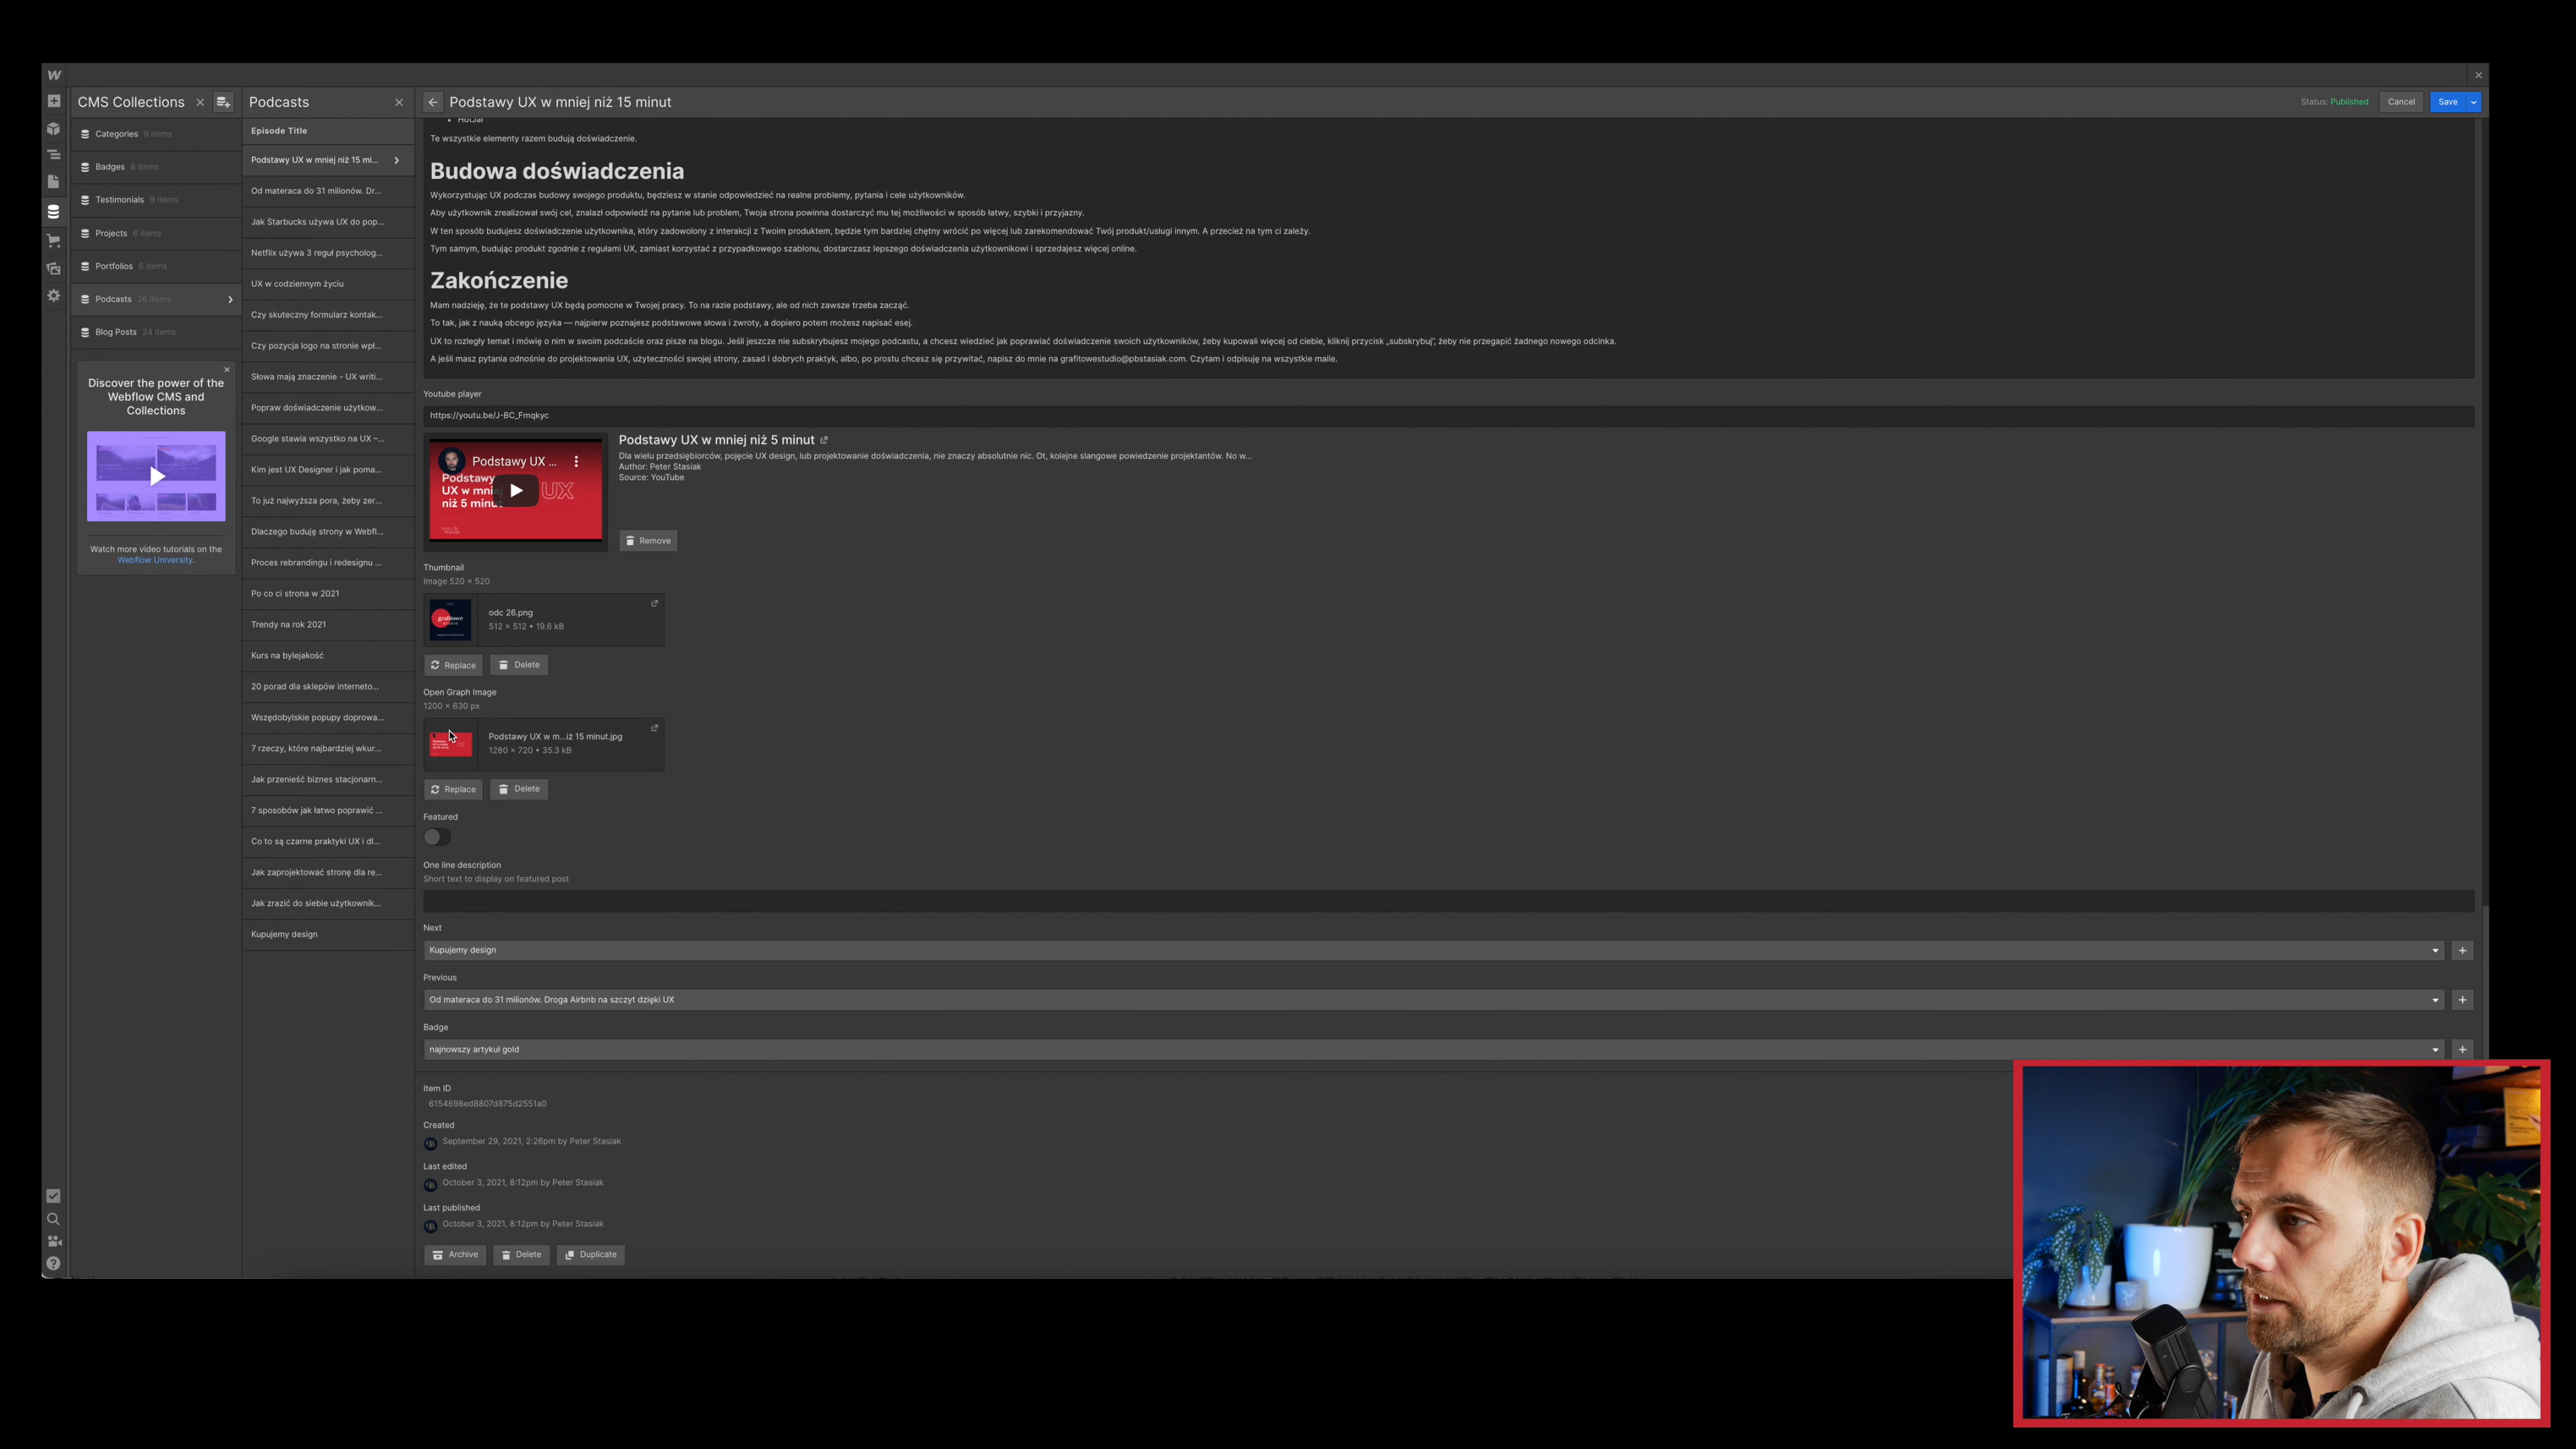 CMS Collections
Categories 9 items
Badges 8 items
Testimonials 9 items
Projects 6 items
Portfolios 6 items
Podcasts 26 items
Blog Posts 24 items
Discover the power of the
Webflow CMS and
Collections
Watch more video tutorials on the
Webflow University.
Podcasts
Episode Title
Podstawy UX w mniej niż 15 mi...
Od materaca do 31 milionów. Dr...
Jak Starbucks używa UX do pop...
Netflix używa 3 reguł psycholog...
UX w codziennym życiu
Czy skuteczny formularz kontak...
Czy pozycja logo na stronie wpł...
Słowa mają znaczenie - UX writi...
Popraw doświadczenie użytkow...
Google stawia wszystko na UX –...
Kim jest UX Designer i jak poma...
To już najwyższa pora, żeby zer...
Dlaczego buduję strony w Webfl...
Proces rebrandingu i redesignu ...
Po co ci strona w 2021
Trendy na rok 2021
Kurs na bylejakość
20 porad dla sklepów interneto...
Wszędobylskie popupy doprowa...
7 rzeczy, które najbardziej wkur...
Jak przenieść biznes stacjonarn...
7 sposobów jak łatwo poprawić ...
Co to są czarne praktyki UX i dl...
Jak zaprojektować stronę dla re...
Jak zrazić do siebie użytkownik...
Kupujemy design
Podstawy UX w mniej niż 15 minut
Status: Published
Cancel
Save
HotJar
Te wszystkie elementy razem budują doświadczenie.
Budowa doświadczenia
Wykorzystując UX podczas budowy swojego produktu, będziesz w stanie odpowiedzieć na realne problemy, pytania i cele użytkowników.
Aby użytkownik zrealizował swój cel, znalazł odpowiedź na pytanie lub problem, Twoja strona powinna dostarczyć mu tej możliwości w sposób łatwy, szybki i przyjazny.
W ten sposób budujesz doświadczenie użytkownika, który zadowolony z interakcji z Twoim produktem, będzie tym bardziej chętny wrócić po więcej lub zarekomendować Twój produkt/usługi innym. A przecież na tym ci zależy.
Tym samym, budując produkt zgodnie z regułami UX, zamiast korzystać z przypadkowego szablonu, dostarczasz lepszego doświadczenia użytkownikowi i sprzedajesz więcej online.
Zakończenie
Mam nadzieję, że te podstawy UX będą pomocne w Twojej pracy. To na razie podstawy, ale od nich zawsze trzeba zacząć.
To tak, jak z nauką obcego języka — najpierw poznajesz podstawowe słowa i zwroty, a dopiero potem możesz napisać esej.
UX to rozległy temat i mówię o nim w swoim podcaście oraz pisze na blogu. Jeśli jeszcze nie subskrybujesz mojego podcastu, a chcesz wiedzieć jak poprawiać doświadczenie swoich użytkowników, żeby kupowali więcej od ciebie, kliknij przycisk „subskrybuj", żeby nie przegapić żadnego nowego odcinka.
A jeśli masz pytania odnośnie do projektowania UX, użyteczności swojej strony, zasad i dobrych praktyk, albo, po prostu chcesz się przywitać, napisz do mnie na grafitowestudio@pbstasiak.com. Czytam i odpisuję na wszystkie maile.
Youtube player
https://youtu.be/J-BC_Fmqkyc
Podstawy UX ...
Podstawy
UX w mniej
niż 5 minut
UX
Podstawy UX w mniej niż 5 minut
Dla wielu przedsiębiorców, pojęcie UX design, lub projektowanie doświadczenia, nie znaczy absolutnie nic. Ot, kolejne slangowe powiedzenie projektantów. No w...
Author: Peter Stasiak
Source: YouTube
Remove
Thumbnail
Image 520 × 520
grafitowe
odc 26.png
512 × 512 • 19.6 kB
Replace
Delete
Open Graph Image
1200 × 630 px
Podstawy UX w m...iż 15 minut.jpg
1280 × 720 • 35.3 kB
Replace
Delete
Featured
One line description
Short text to display on featured post
Next
Kupujemy design
Previous
Od materaca do 31 milionów. Droga Airbnb na szczyt dzięki UX
Badge
najnowszy artykuł gold
Item ID
6154698ed8807d875d2551a0
Created
September 29, 2021, 2:26pm by Peter Stasiak
Last edited
October 3, 2021, 8:12pm by Peter Stasiak
Last published
October 3, 2021, 8:12pm by Peter Stasiak
Archive
Delete
Duplicate